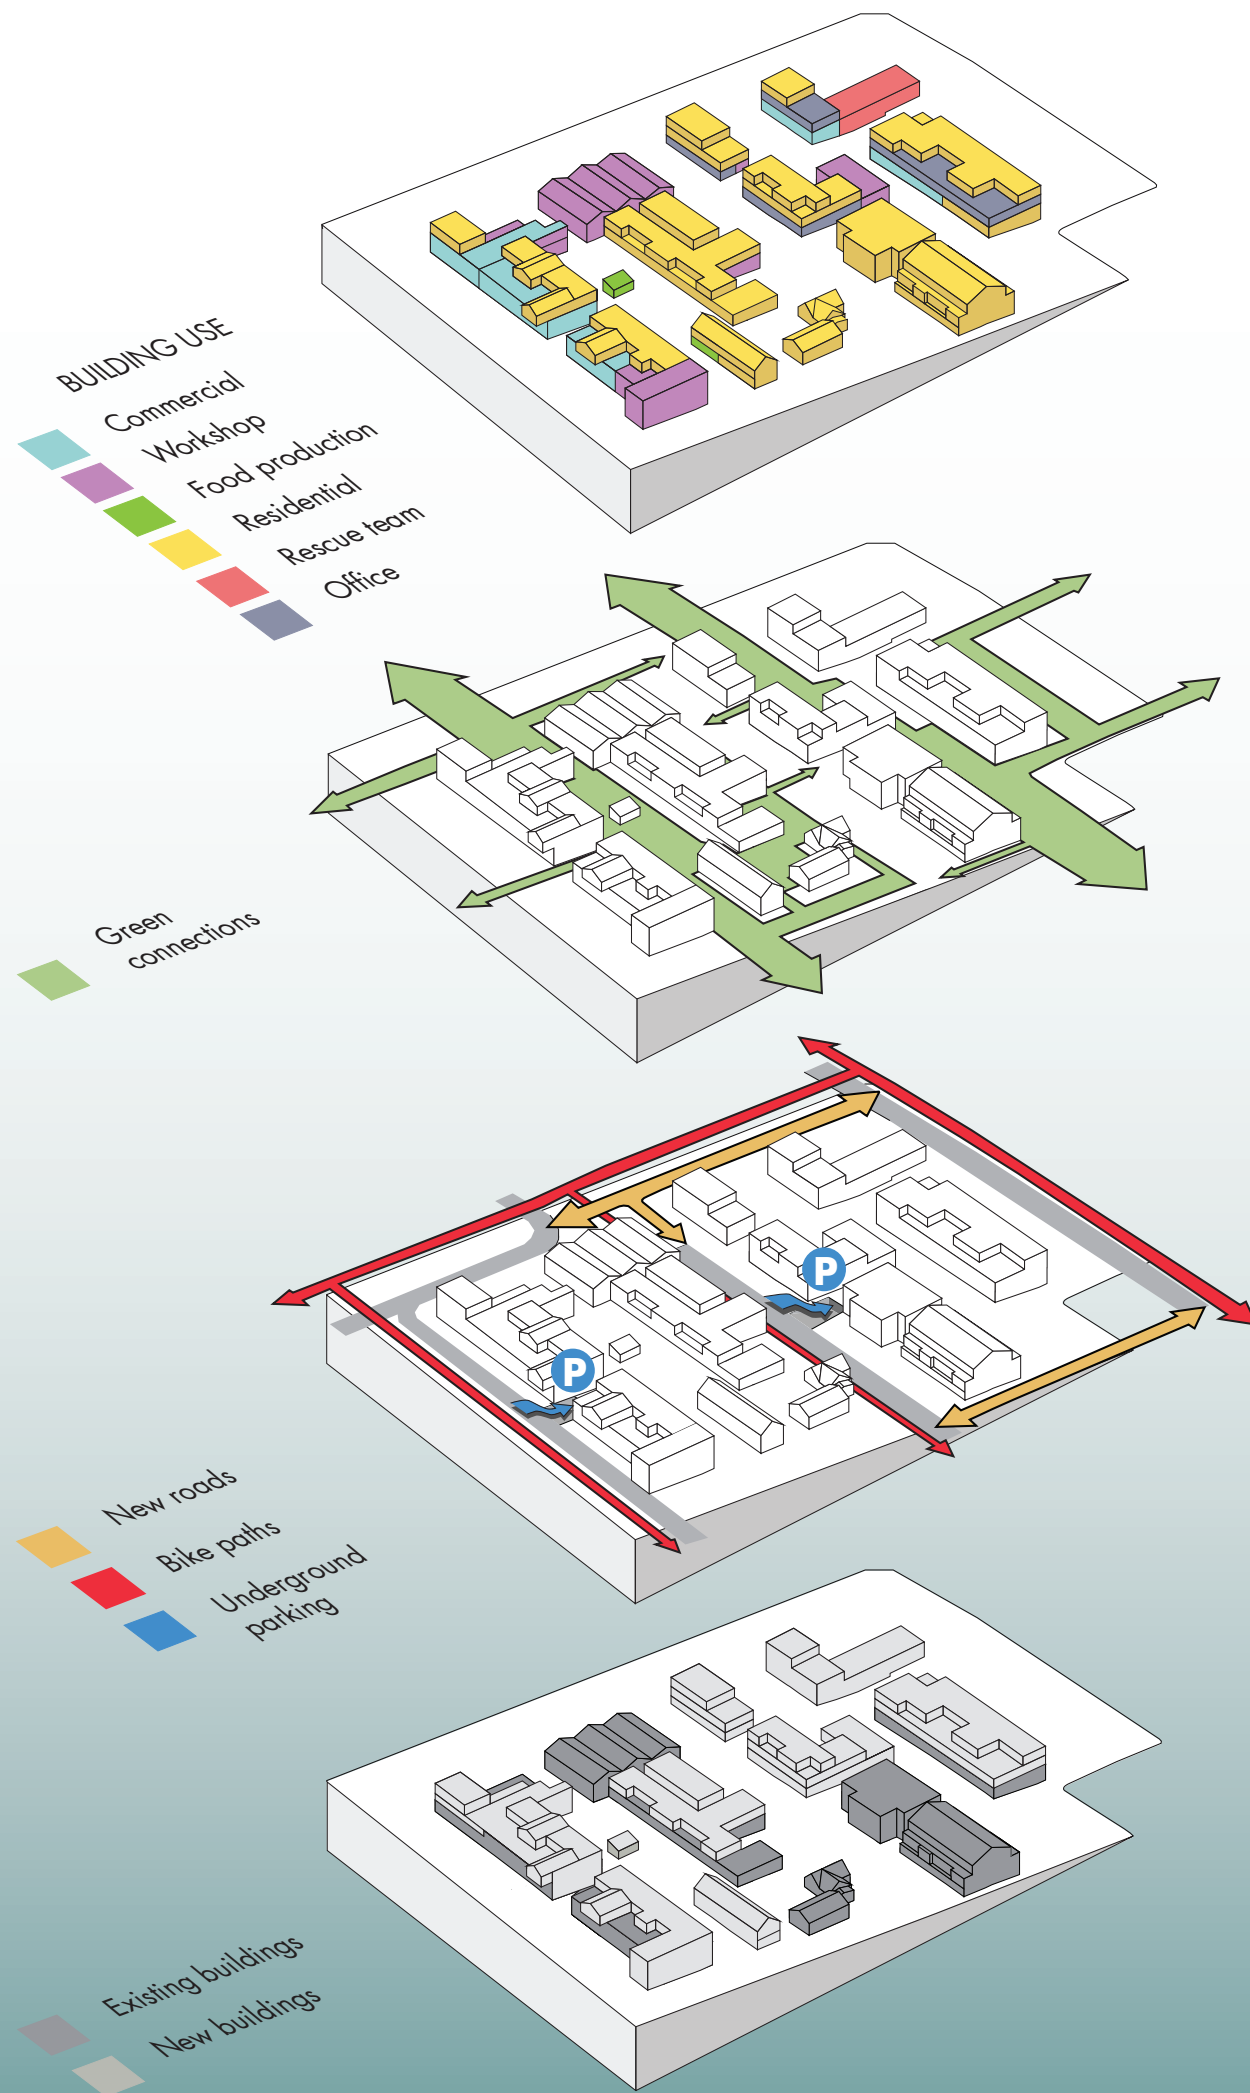 BUILDING USE
Commercial
Workshop
Food production
Residential
Rescue team
Office
Green
connections
P
P
New roads
Bike paths
Underground
parking
Existing buildings
New buildings